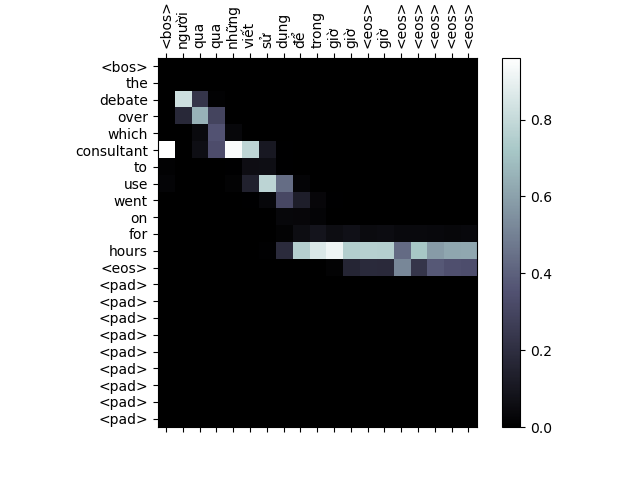 <bos> người qua qua những viết sử dụng để trong giờ giờ <eos> giờ <eos> <eos> <eos> <eos> <eos>
<bos>
the
debate
over
which
consultant
to
use
went
on
for
hours
<eos>
<pad>
<pad>
<pad>
<pad>
<pad>
<pad>
<pad>
<pad>
<pad>
0.8
0.6
0.4
0.2
0.0